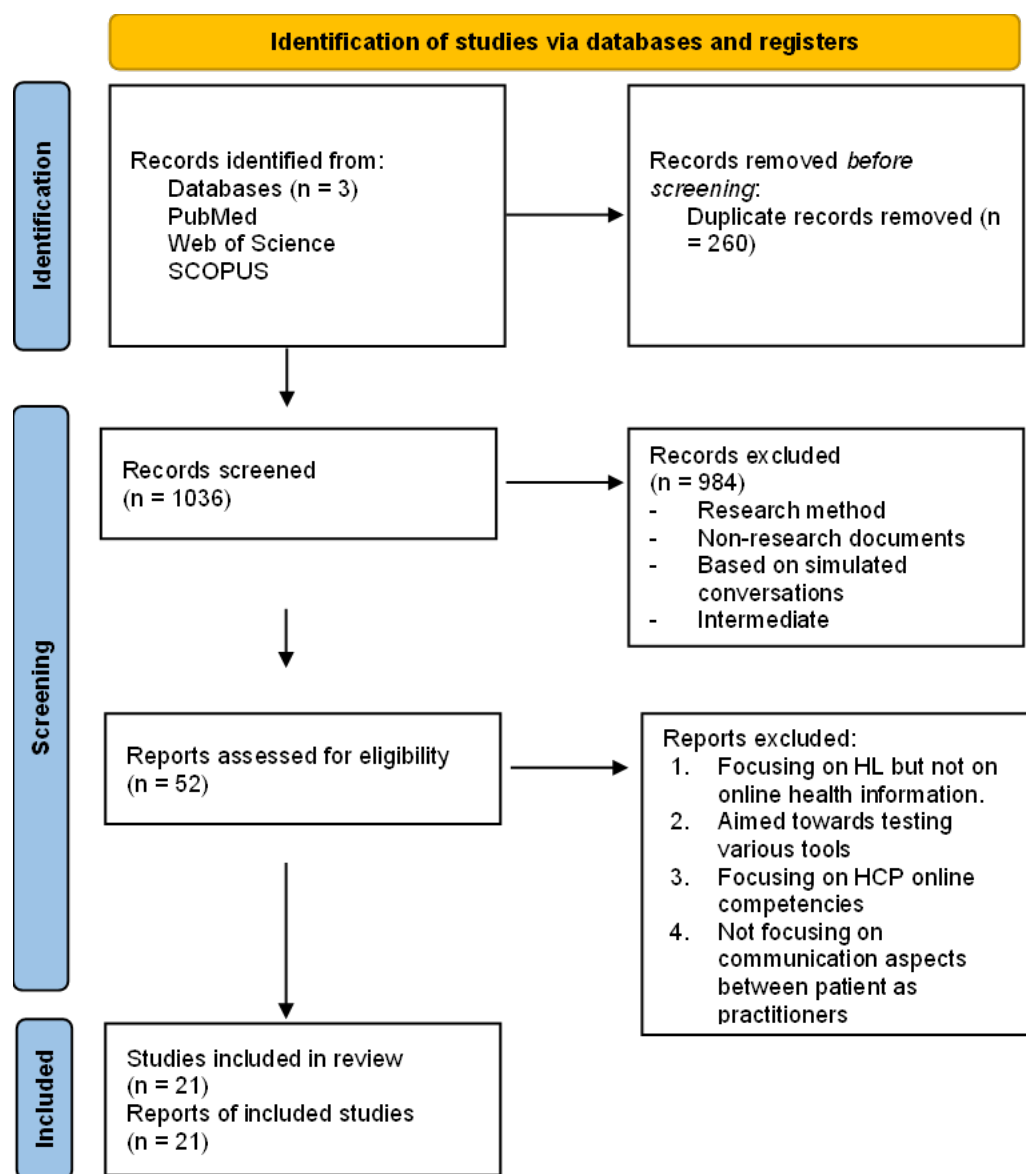 Identification of studies via databases and registers
Identification
Records identified from:
Databases (n = 3)
PubMed
Web of Science
SCOPUS
Records removed before
screening:
Duplicate records removed (n
= 260)
Screening
Records screened
(n = 1036)
Records excluded
(n = 984)
- Research method
- Non-research documents
- Based on simulated
conversations
- Intermediate
Reports assessed for eligibility
(n = 52)
Reports excluded:
1. Focusing on HL but not on
online health information.
2. Aimed towards testing
various tools
3. Focusing on HCP online
competencies
4. Not focusing on
communication aspects
between patient as
practitioners
Included
Studies included in review
(n = 21)
Reports of included studies
(n = 21)